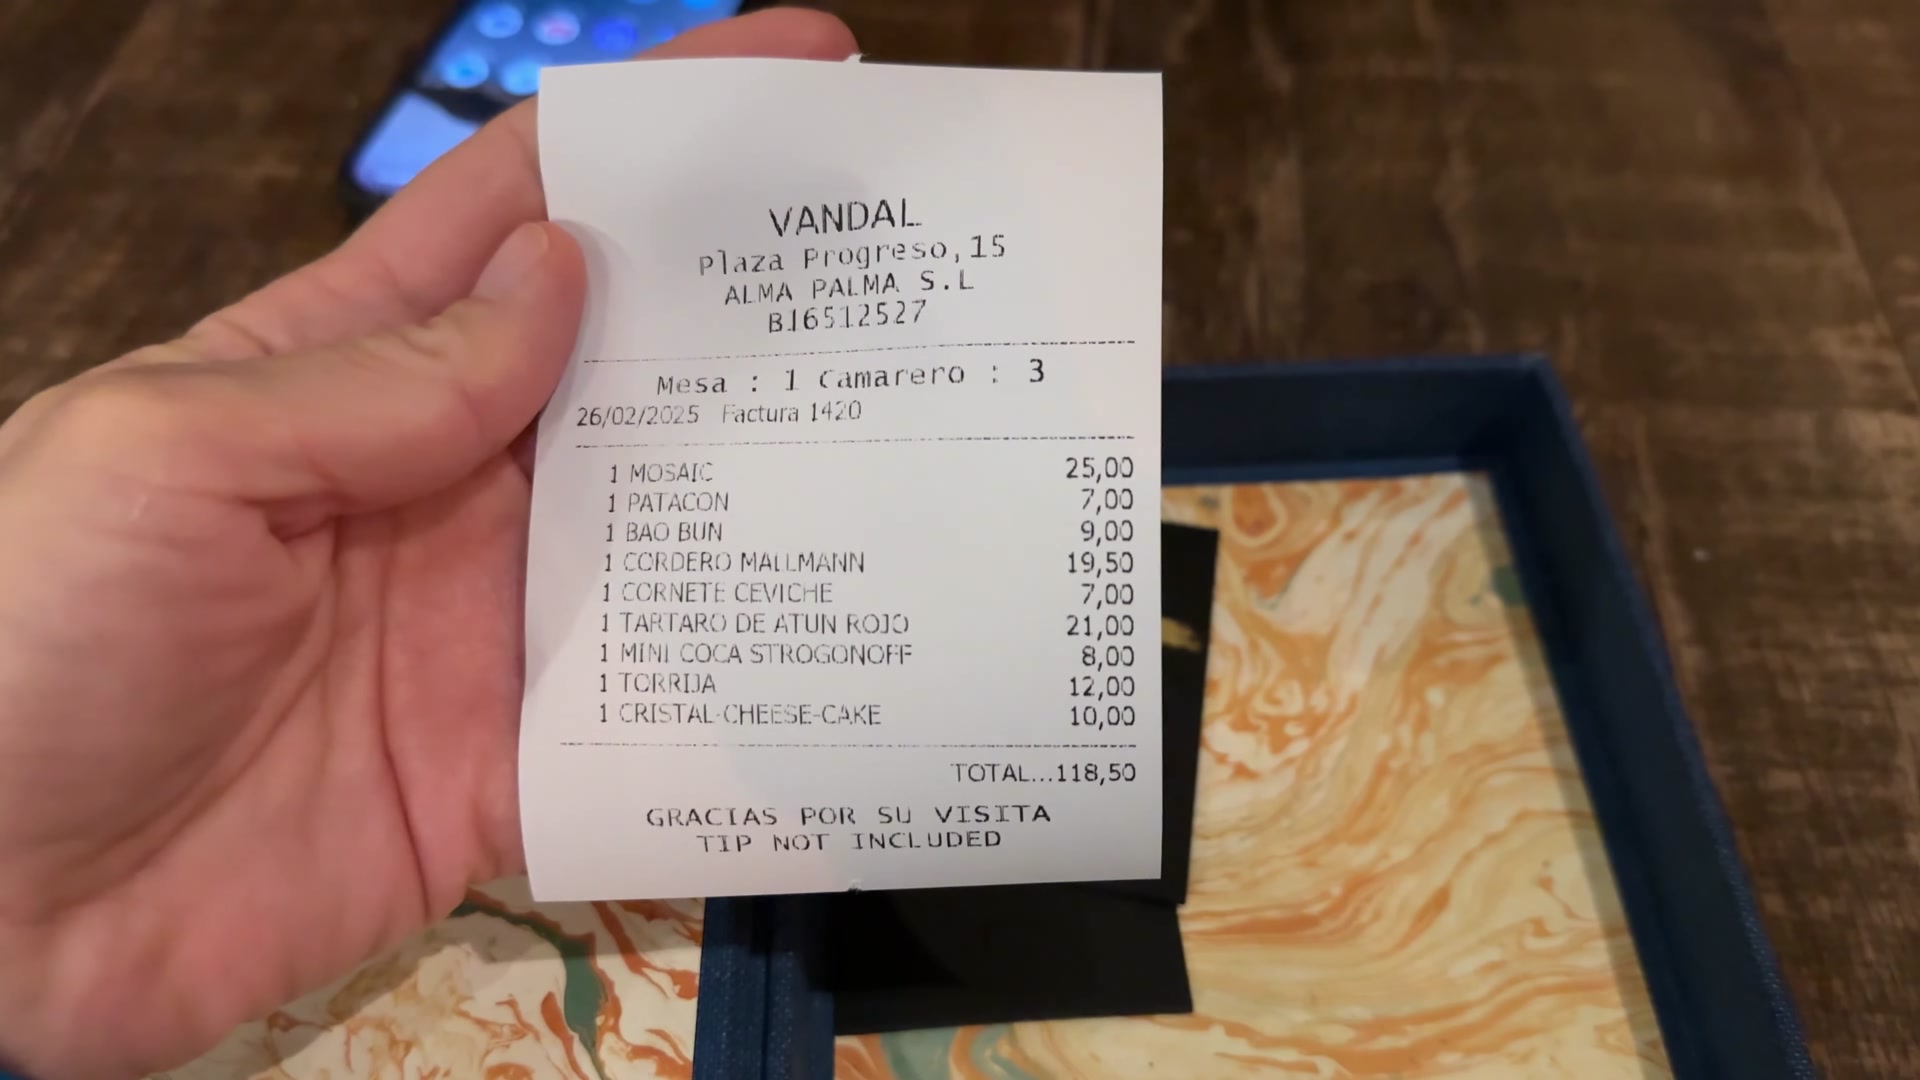 VANDAL
Plaza Progreso,15
ALMA PALMA S.L
B16512527
Mesa : 1 Camarero : 3
26/02/2025 Factura 1420
1 MOSAIC 25,00
1 PATACON 7,00
1 BAO BUN 9,00
1 CORDERO MALLMANN 19,50
1 CORNETE CEVICHE 7,00
1 TARTARO DE ATUN ROJO 21,00
1 MINI COCA STROGONOFF 8,00
1 TORRIJA 12,00
1 CRISTAL-CHEESE-CAKE 10,00
TOTAL...118,50
GRACIAS POR SU VISITA
TIP NOT INCLUDED